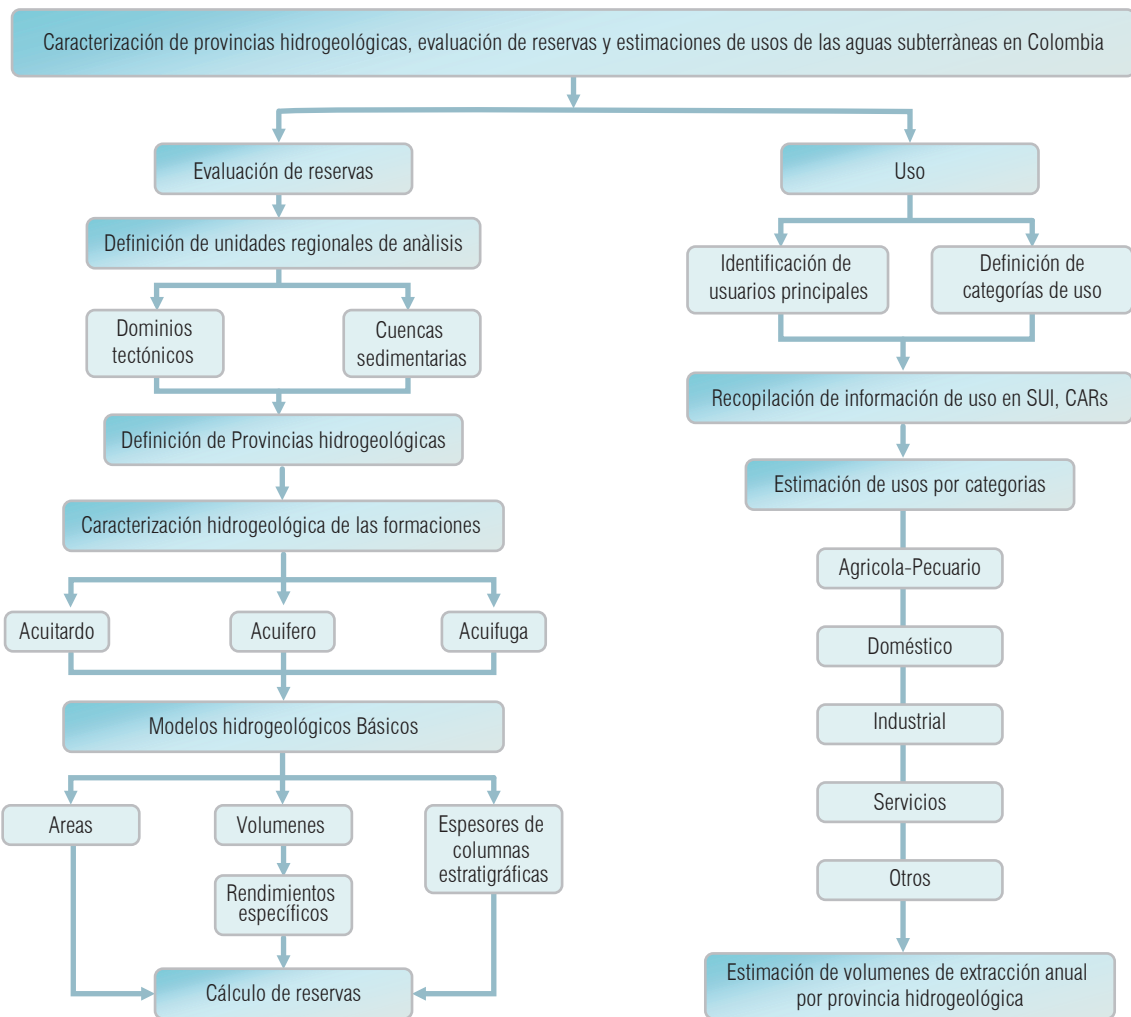 Caracterización de provincias hidrogeológicas, evaluación de reservas y estimaciones de usos de las aguas subterràneas en Colombia
Evaluación de reservas
Definición de unidades regionales de anàlisis
Dominios
tectónicos
Cuencas
sedimentarias
Definición de Provincias hidrogeológicas
Caracterización hidrogeológica de las formaciones
Acuitardo
Acuifero
Acuifuga
Modelos hidrogeológicos Básicos
Areas
Volumenes
Espesores de
columnas
estratigráficas
Rendimientos
específicos
Cálculo de reservas
Uso
Identificación de
usuarios principales
Definición de
categorías de uso
Recopilación de información de uso en SUI, CARs
Estimación de usos por categorias
Agricola-Pecuario
Doméstico
Industrial
Servicios
Otros
Estimación de volumenes de extracción anual
por provincia hidrogeológica